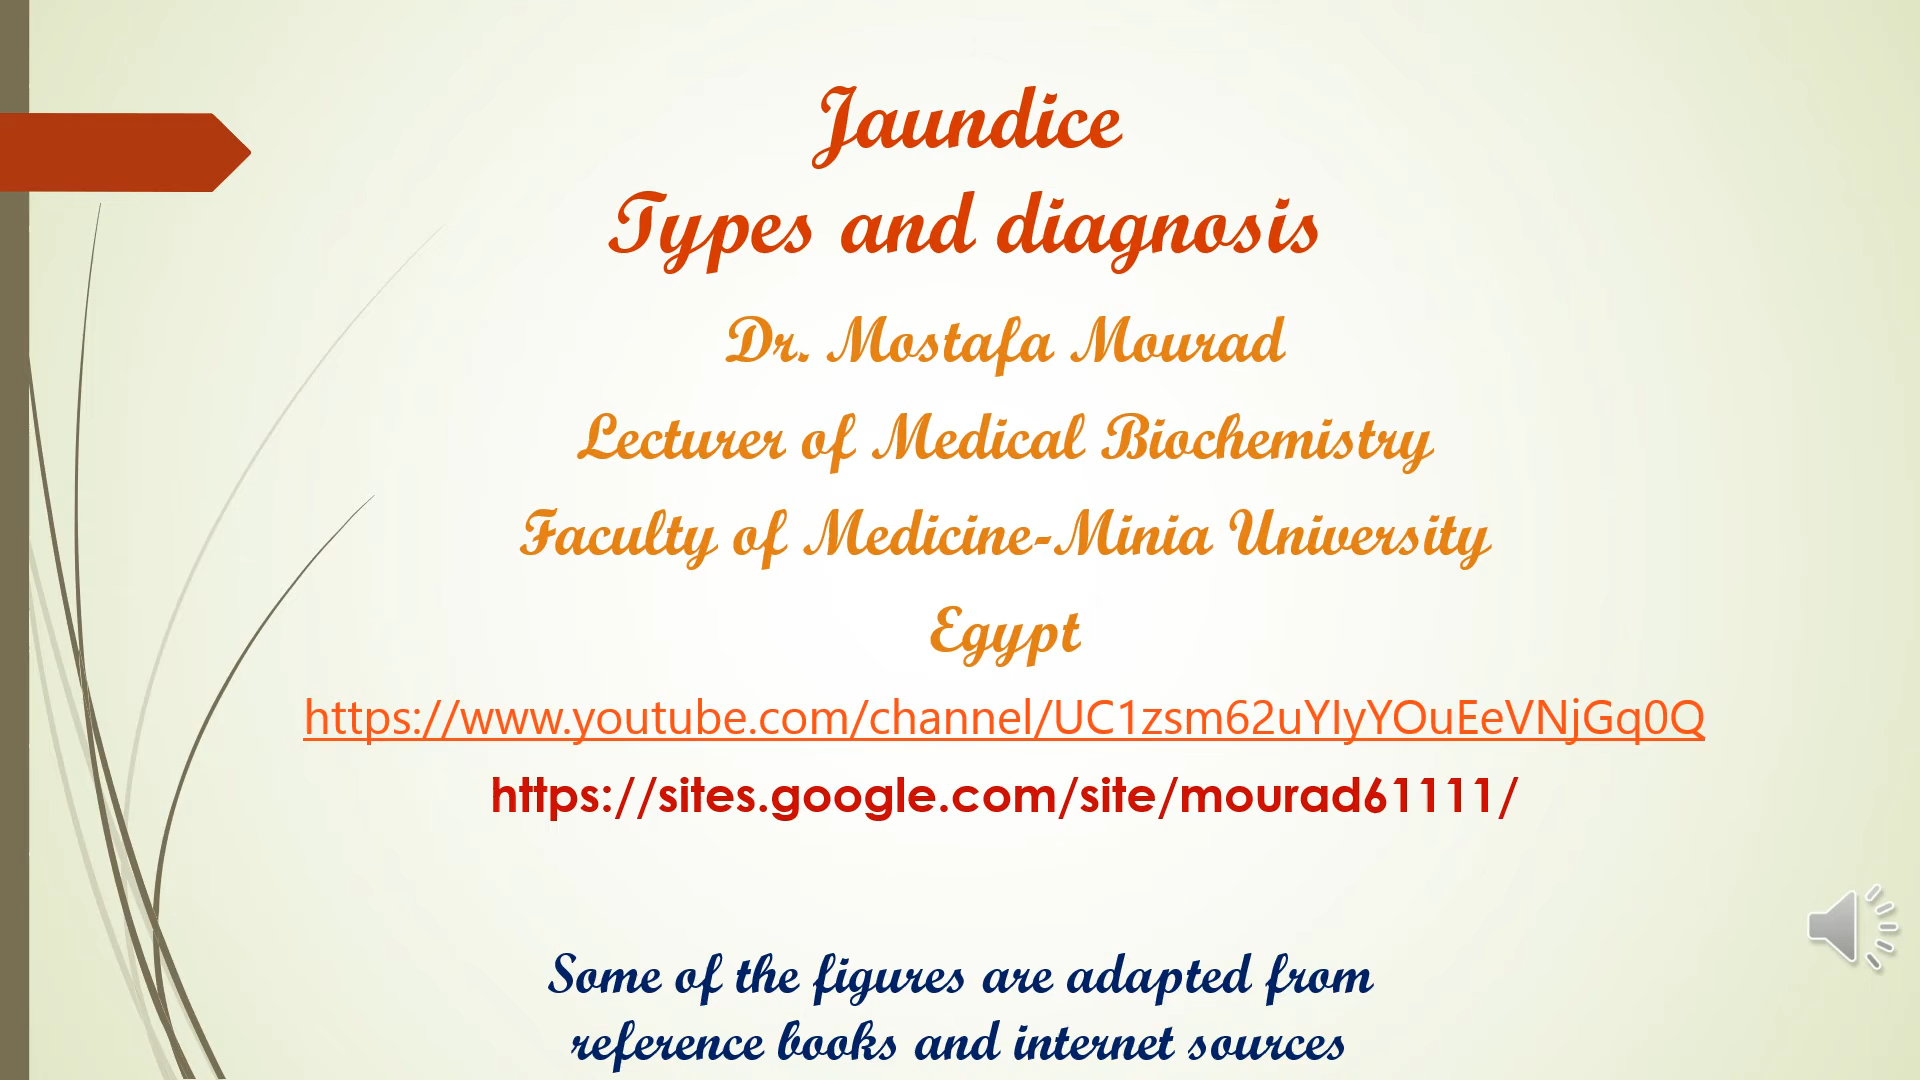 Jaundice
Types and diagnosis
Dr. Mostafa Mourad
Lecturer of Medical Biochemistry
Faculty of Medicine-Minia University
Egypt
https://www.youtube.com/channel/UC1zsm62uYIyYOuEeVNjGq0Q
https://sites.google.com/site/mourad61111/
Some of the figures are adapted from
reference books and internet sources